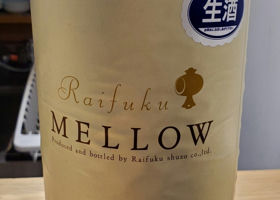 生酒
Raifuku
MELLOW
Produced and bottled by Raifuku shuzo co.,ltd.